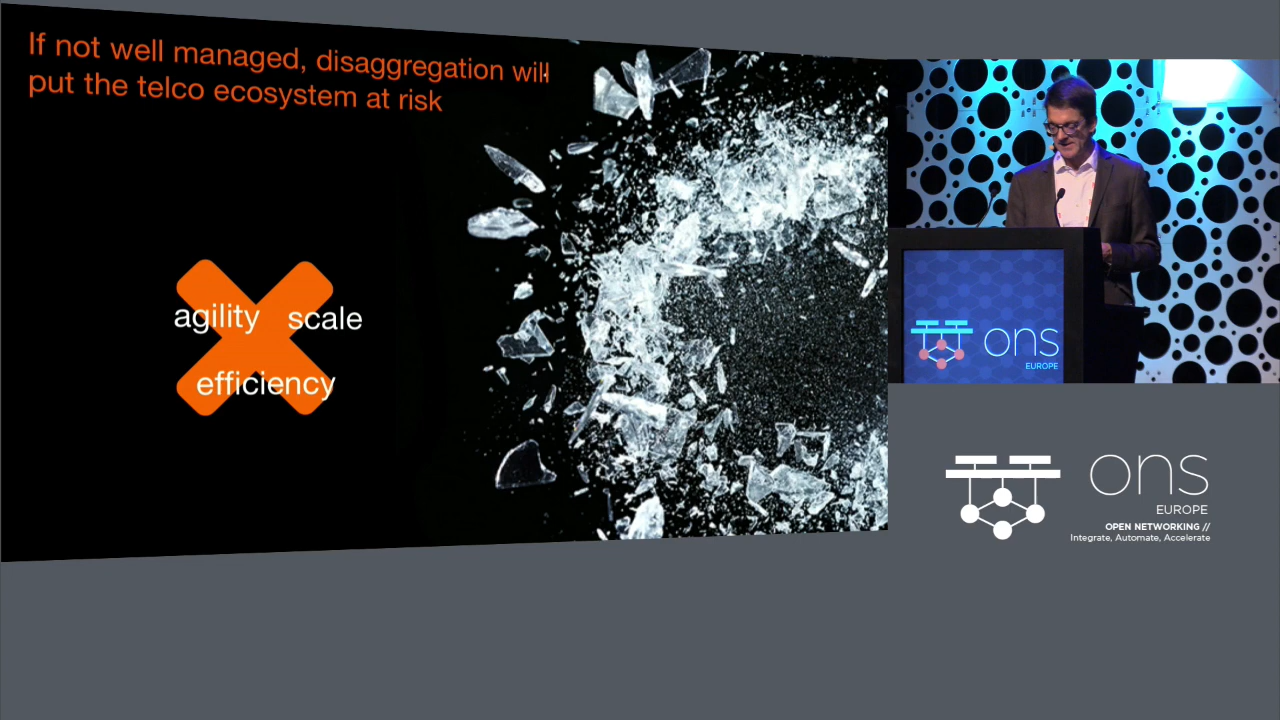 If not well managed, disaggregation will
put the telco ecosystem at risk
agility scale
efficiency
ons
EUROPE
ons
EUROPE
OPEN NETWORKING //
Integrate, Automate, Accelerate